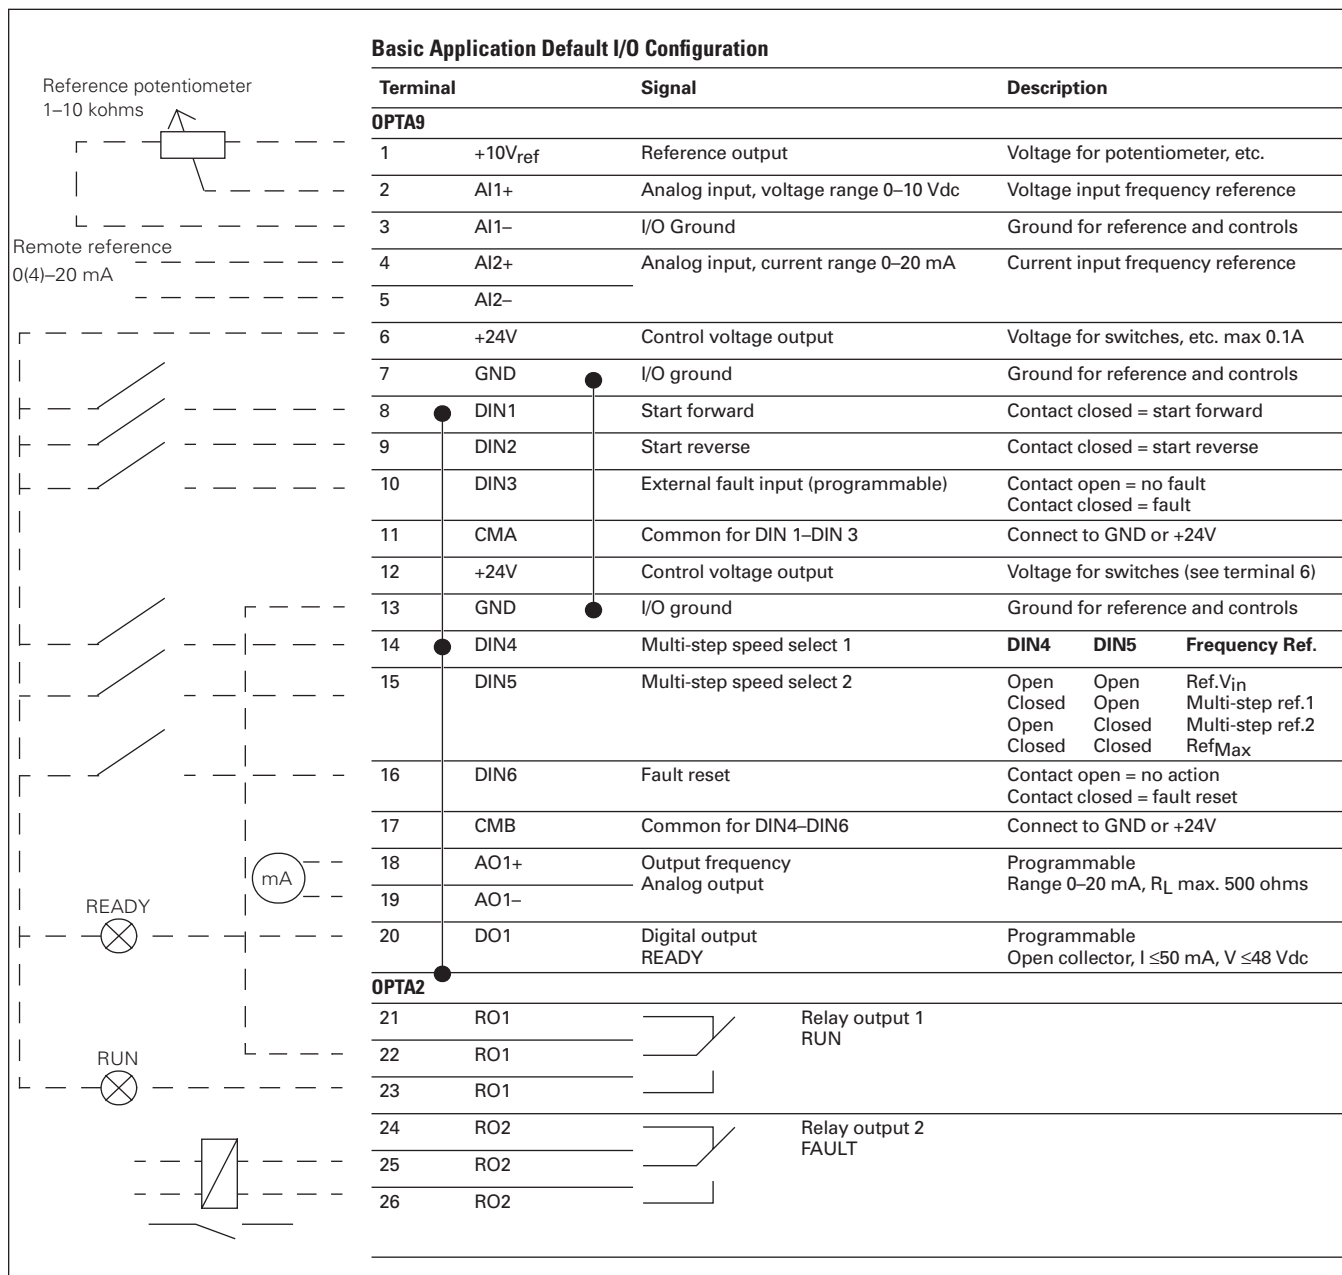 Basic Application Default I/O Configuration
Reference potentiometer
1–10 kohms
Terminal Signal Description
OPTA9
1 +10Vref Reference output Voltage for potentiometer, etc.
2 AI1+ Analog input, voltage range 0–10 Vdc Voltage input frequency reference
3 AI1– I/O Ground Ground for reference and controls
Remote reference
0(4)–20 mA
4 AI2+ Analog input, current range 0–20 mA Current input frequency reference
5 AI2–
6 +24V Control voltage output Voltage for switches, etc. max 0.1A
7 GND I/O ground Ground for reference and controls
8 DIN1 Start forward Contact closed = start forward
9 DIN2 Start reverse Contact closed = start reverse
10 DIN3 External fault input (programmable) Contact open = no fault
Contact closed = fault
11 CMA Common for DIN 1–DIN 3 Connect to GND or +24V
12 +24V Control voltage output Voltage for switches (see terminal 6)
13 GND I/O ground Ground for reference and controls
14 DIN4 Multi-step speed select 1 DIN4 DIN5 Frequency Ref.
15 DIN5 Multi-step speed select 2 Open Open Ref.Vin
Closed Open Multi-step ref.1
Open Closed Multi-step ref.2
Closed Closed RefMax
16 DIN6 Fault reset Contact open = no action
Contact closed = fault reset
17 CMB Common for DIN4–DIN6 Connect to GND or +24V
18 AO1+ Output frequency Programmable
Analog output Range 0–20 mA, RL max. 500 ohms
mA
19 AO1–
READY
20 DO1 Digital output Programmable
READY Open collector, I ≤50 mA, V ≤48 Vdc
OPTA2
21 RO1 Relay output 1
RUN
22 RO1
RUN
23 RO1
24 RO2 Relay output 2
FAULT
25 RO2
26 RO2